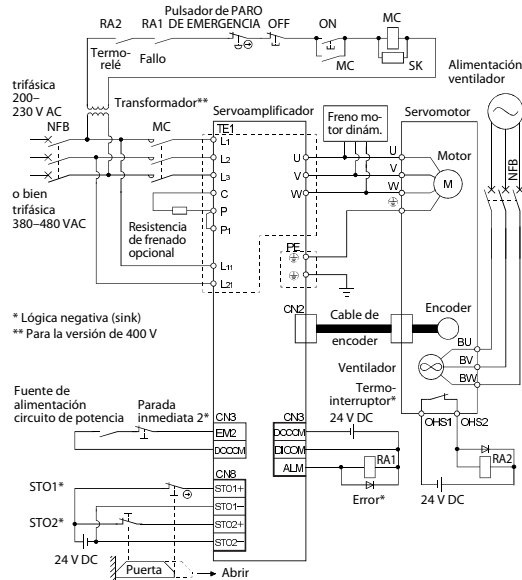 Pulsador de PARO
DE EMERGENCIA
RA2
RA1
OFF
ON
MC
Termo-
relé
Fallo
MC
SK
Alimentación
ventilador
trifásica
200–
230 V AC
NFB
Transformador**
MC
Servoamplificador
Freno mo-
tor dinám.
Servomotor
NFB
TE1
L1
L2
L3
C
P
P1
L11
L21
U
V
W
U
V
W
Motor
M
o bien
trifásica
380–480 VAC
Resistencia
de frenado
opcional
PE
CN2
Cable de
encoder
Encoder
* Lógica negativa (sink)
** Para la versión de 400 V
BU
BV
BW
Ventilador
Termo-
interruptor*
OHS1
OHS2
Fuente de
alimentación
circuito de potencia
Parada
inmediata 2*
CN3
EM2
DOCOM
CN3
DOCOM
DICOM
ALM
24 V DC
RA1
Error*
RA2
24 V DC
CN8
STO1+
STO1–
STO2+
STO2–
STO1*
STO2*
24 V DC
Puerta
Abrir